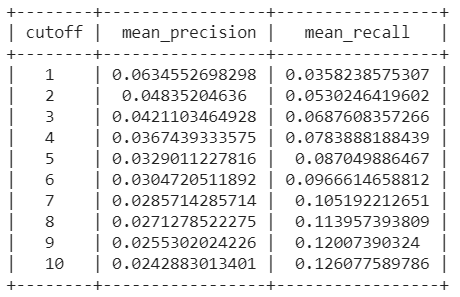 +--------+-----------------+-----------------+
| cutoff |  mean_precision |   mean_recall   |
+--------+-----------------+-----------------+
|   1    | 0.0634552698298 | 0.0358238575307 |
|   2    |  0.04835204636  | 0.0530246419602 |
|   3    | 0.0421103464928 | 0.0687608357266 |
|   4    | 0.0367439333575 | 0.0783888188439 |
|   5    | 0.0329011227816 |  0.087049886467 |
|   6    | 0.0304720511892 | 0.0966614658812 |
|   7    | 0.0285714285714 |  0.105192212651 |
|   8    | 0.0271278522275 |  0.113957393809 |
|   9    | 0.0255302024226 |  0.12007390324  |
|   10   | 0.0242883013401 |  0.126077589786 |
+--------+-----------------+-----------------+